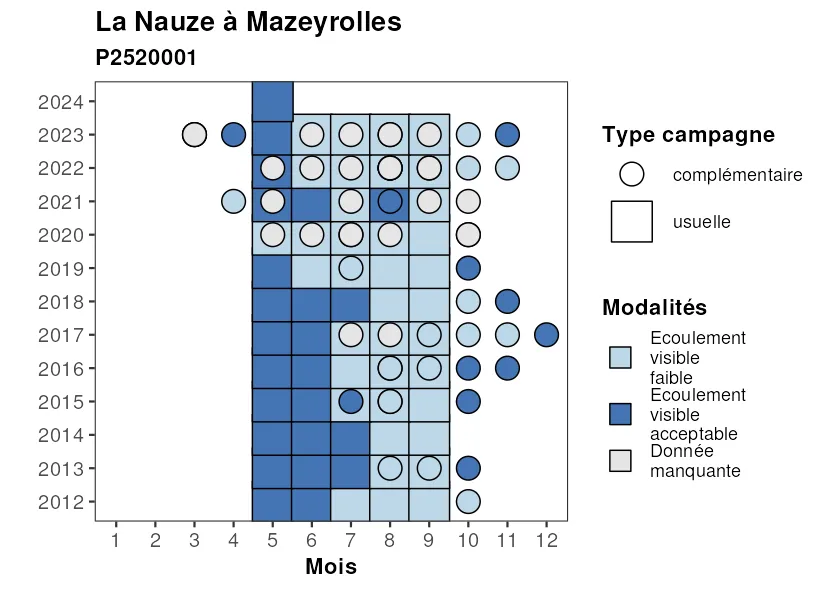 La Nauze à Mazeyrolles
P2520001
2024
2023
2022
2021
2020
2019
2018
2017
2016
2015
2014
2013
2012
1 2 3 4 5 6 7 8 9 10 11 12
Mois
Type campagne
complémentaire
usuelle
Modalités
Ecoulement
visible
faible
Ecoulement
visible
acceptable
Donnée
manquante